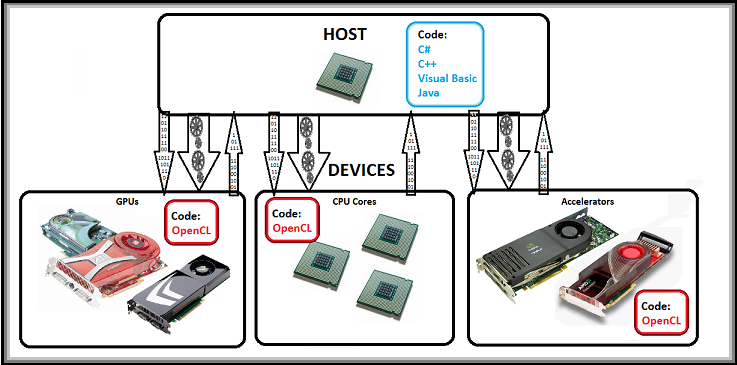 HOST
Code:
C#
C++
Visual Basic
Java
DEVICES
GPUs
Code:
OpenCL
CPU Cores
Code:
OpenCL
Accelerators
Code:
OpenCL